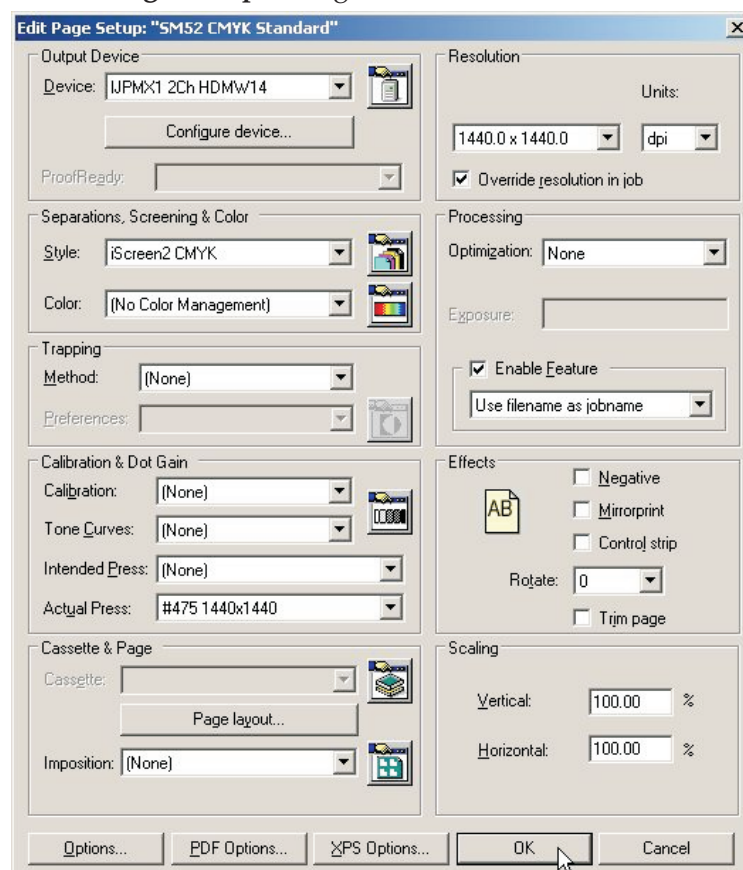 Edit Page Setup: "SM52 CMYK Standard"
Output Device
Device: IJPMX1 2Ch HDMW14
Configure device...
ProofReady:
Resolution
Units:
1440.0 x 1440.0 dpi
Override resolution in job
Separations, Screening & Color
Style: iScreen2 CMYK
Color: (No Color Management)
Processing
Optimization: None
Exposure:
Enable Feature
Use filename as jobname
Trapping
Method: (None)
Preferences:
Calibration & Dot Gain
Calibration: (None)
Tone Curves: (None)
Intended Press: (None)
Actual Press: #475 1440x1440
Effects
AB
Negative
Mirrorprint
Control strip
Rotate: 0
Trim page
Cassette & Page
Cassette:
Page layout...
Imposition: (None)
Scaling
Vertical: 100.00 %
Horizontal: 100.00 %
Options... PDF Options... XPS Options... OK Cancel